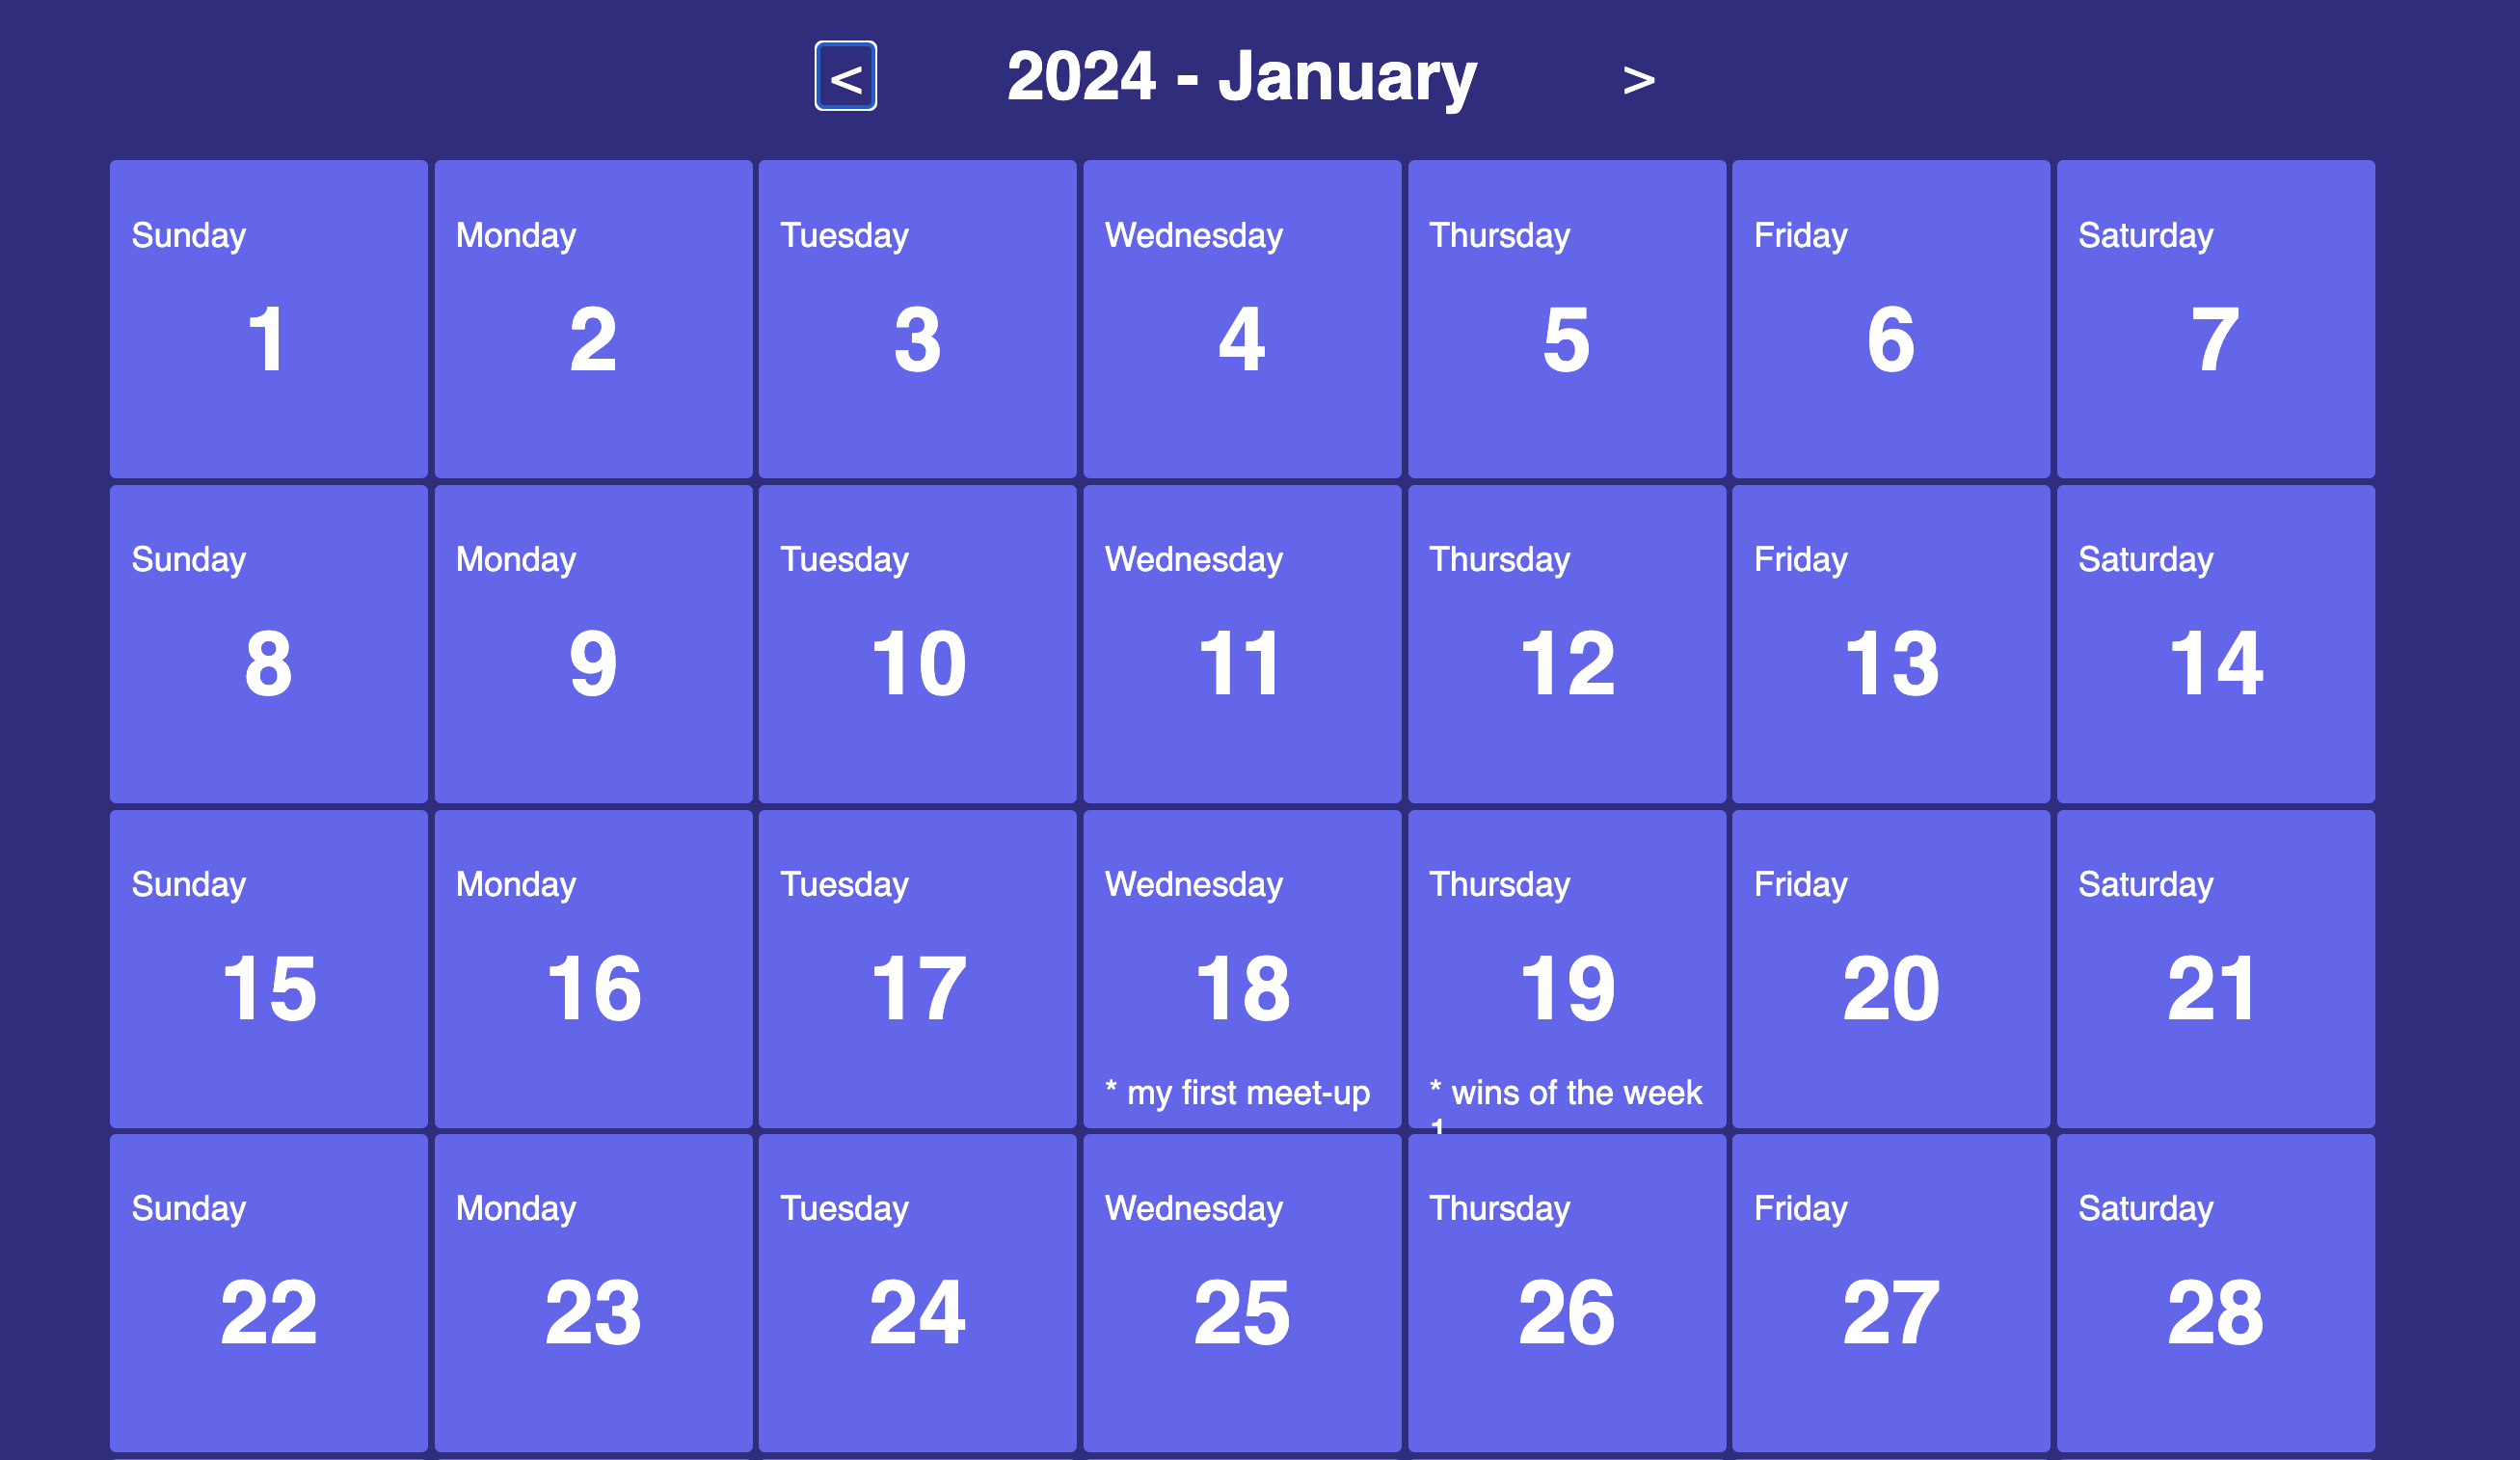 < 2024 - January >
Sunday Monday Tuesday Wednesday Thursday Friday Saturday
1 2 3 4 5 6 7
Sunday Monday Tuesday Wednesday Thursday Friday Saturday
8 9 10 11 12 13 14
Sunday Monday Tuesday Wednesday Thursday Friday Saturday
15 16 17 18 19 20 21
* my first meet-up * wins of the week
1
Sunday Monday Tuesday Wednesday Thursday Friday Saturday
22 23 24 25 26 27 28